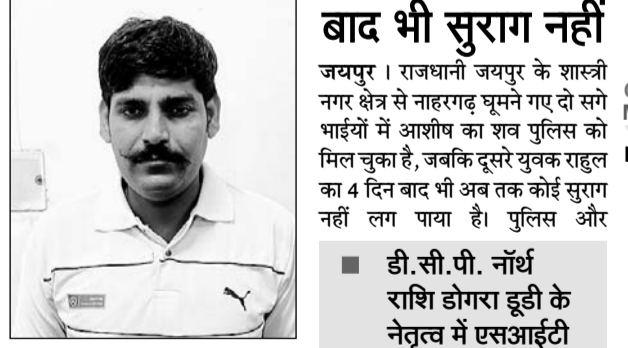 बाद भी सुराग नहीं
जयपुर । राजधानी जयपुर के शास्त्री
नगर क्षेत्र से नाहरगढ़ घूमने गए दो सगे
भाईयों में आशीष का शव पुलिस को
मिल चुका है, जबकि दूसरे युवक राहुल
का 4 दिन बाद भी अब तक कोई सुराग
नहीं लग पाया है। पुलिस और
डी.सी.पी. नॉर्थ
राशि डोगरा डूडी के
नेतृत्व में एसआईटी